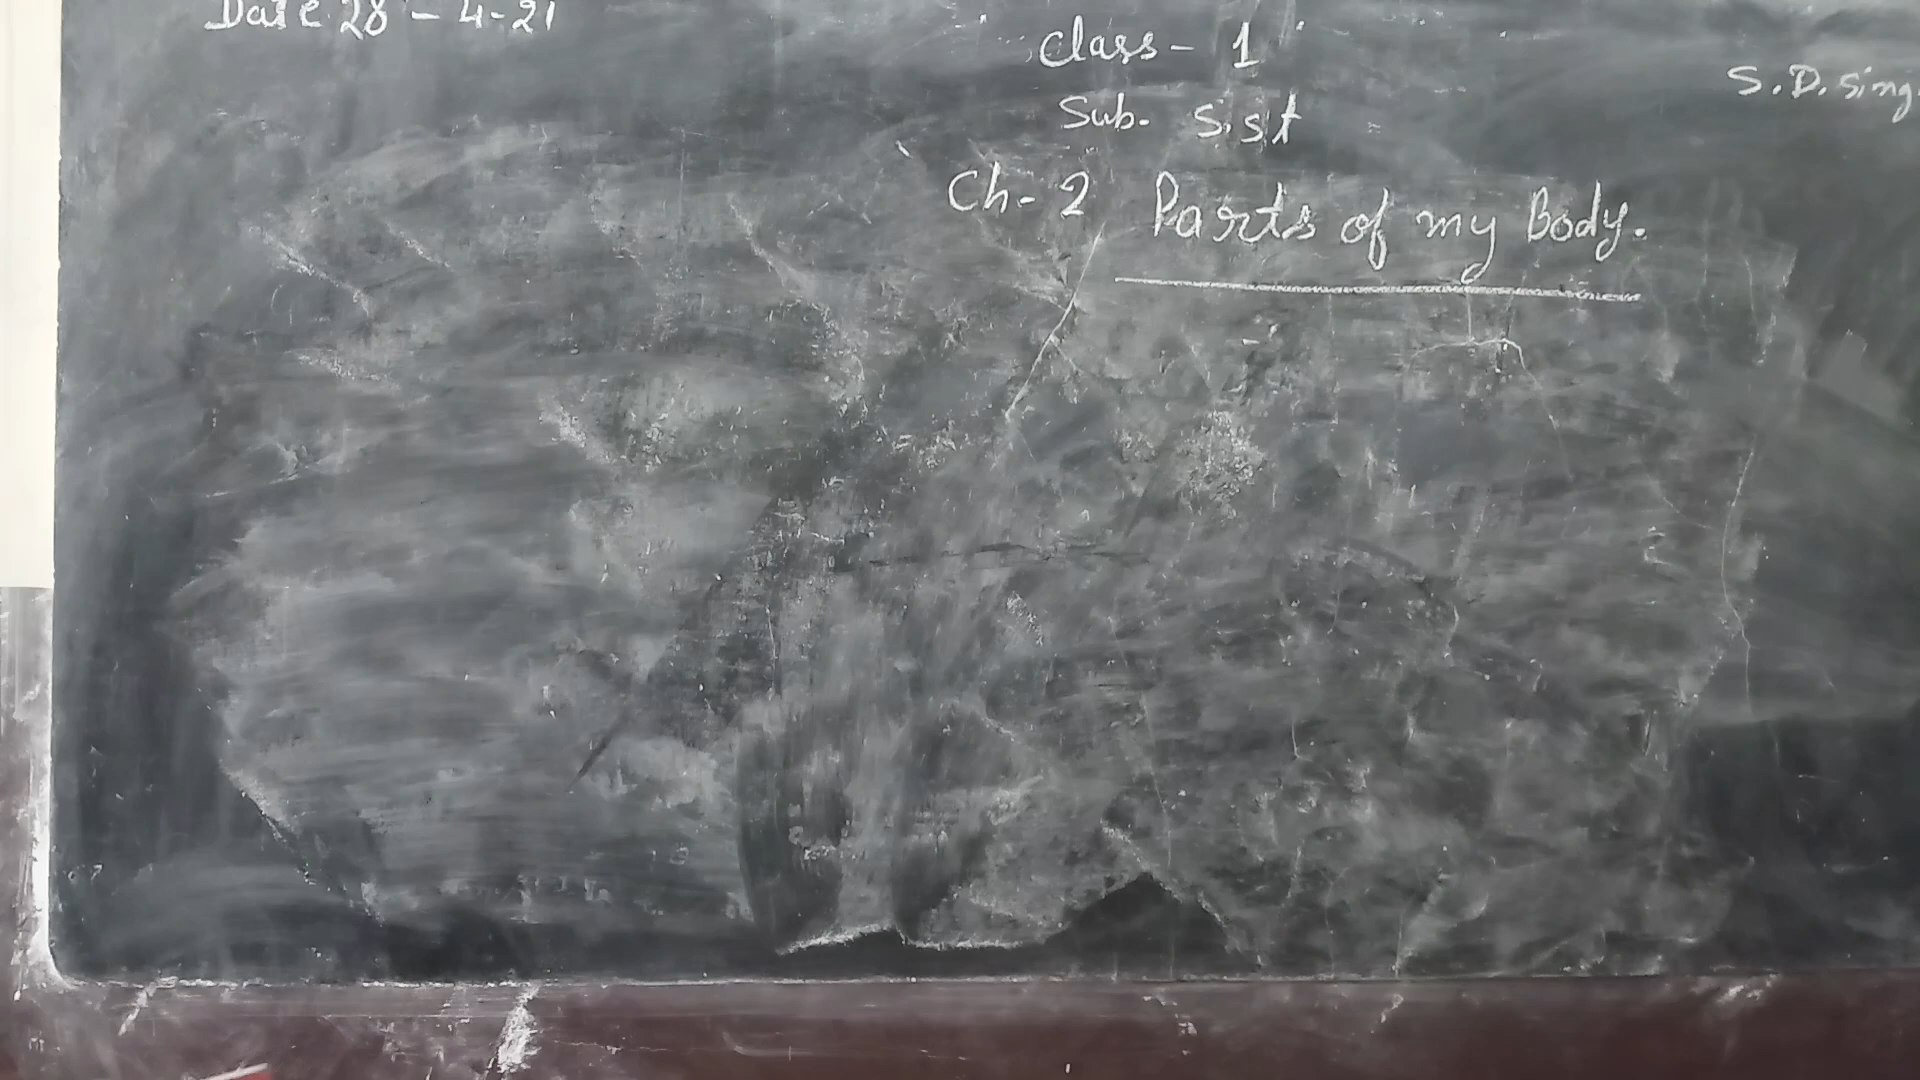 Date 28 - 4-21
Class - 1
S.D. Sing
Sub. S.st
Ch- 2 Parts of my Body.